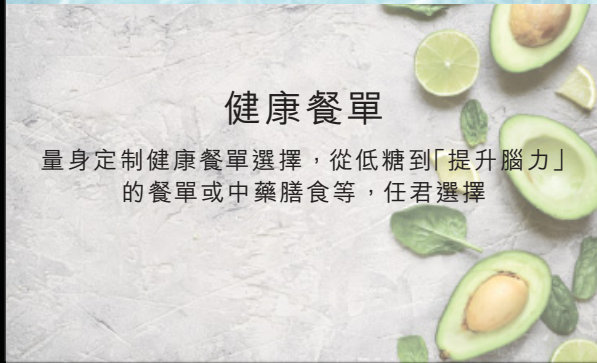 健康餐單
量身定制健康餐單選擇，從低糖到「提升腦力」
的餐單或中藥膳食等，任君選擇